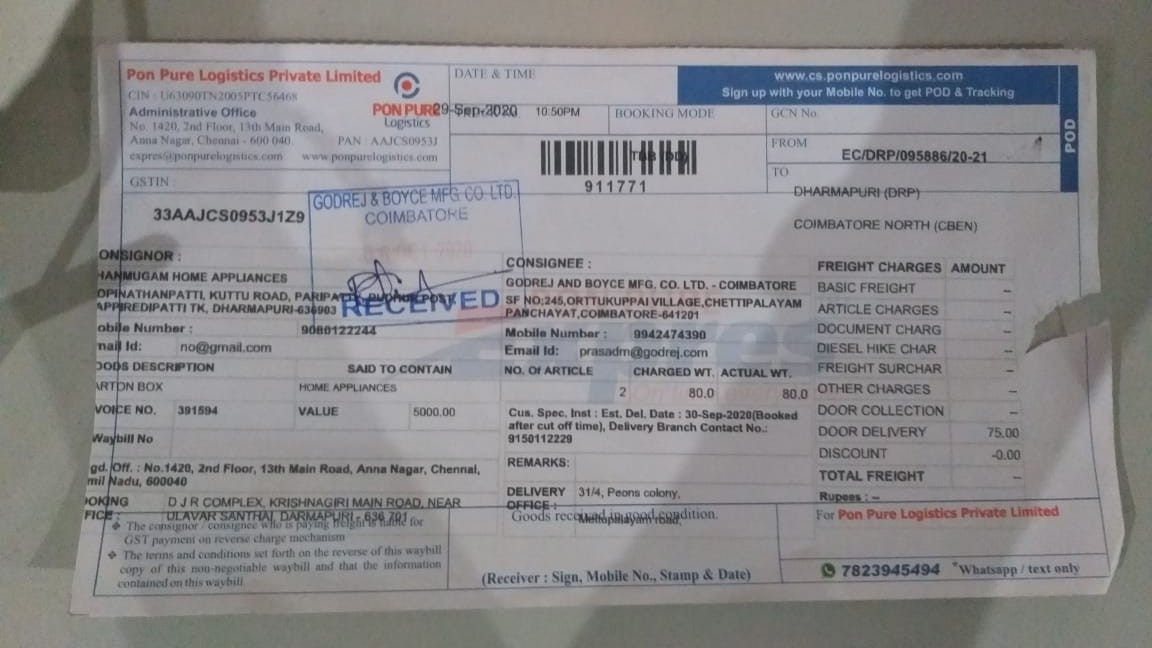 Pon Pure Logistics Private Limited
CIN : U63090TN2005PTC56468
Administrative Office
No. 1420, 2nd Floor, 13th Main Road,
Anna Nagar, Chennai - 600 040.
PAN : AAJCS0953J
expres@ponpurelogistics.com www.ponpurelogistics.com
PON PURE
Logistics
GSTIN :
33AAJCS0953J1Z9
DATE & TIME
29-Sep-2020 10:50PM
BOOKING MODE
911771
www.cs.ponpurelogistics.com
Sign up with your Mobile No. to get POD & Tracking
POD
GCN No.
FROM
EC/DRP/095886/20-21
TO
DHARMAPURI (DRP)
COIMBATORE NORTH (CBEN)
GODREJ & BOYCE MFG. CO. LTD.
COIMBATORE
RECEIVED
ONSIGNOR :
HANMUGAM HOME APPLIANCES
OPINATHANPATTI, KUTTU ROAD,
APPIREDIPATTI TK, DHARMAPURI-636903
obile Number : 9080122244
mail Id: no@gmail.com
OODS DESCRIPTION SAID TO CONTAIN
ARTON BOX HOME APPLIANCES
VOICE NO. 391594 VALUE 5000.00
Waybill No
gd. Off. : No.1420, 2nd Floor, 13th Main Road, Anna Nagar, Chennai,
mil Nadu, 600040
OKING D J R COMPLEX, KRISHNAGIRI MAIN ROAD, NEAR
FICE : ULAVAR SANTHAI, DARMAPURI - 636 701
❖ The consignor / consignee who is paying freight is liable for
GST payment on reverse charge mechanism
❖ The terms and conditions set forth on the reverse of this waybill
copy of this non-negotiable waybill and that the information
contained on this waybill.
CONSIGNEE :
GODREJ AND BOYCE MFG. CO. LTD. - COIMBATORE
SF NO:245,ORTTUKUPPAI VILLAGE,CHETTIPALAYAM
PANCHAYAT,COIMBATORE-641201
Mobile Number : 9942474390
Email Id: prasadm@godrej.com
NO. Of ARTICLE CHARGED WT. ACTUAL WT.
2 80.0 80.0
Cus. Spec. Inst : Est. Del. Date : 30-Sep-2020(Booked
after cut off time), Delivery Branch Contact No.:
9150112229
REMARKS:
DELIVERY 31/4, Peons colony,
OFFICE :
Goods received in good condition.
(Receiver : Sign, Mobile No., Stamp & Date)
FREIGHT CHARGES AMOUNT
BASIC FREIGHT –
ARTICLE CHARGES –
DOCUMENT CHARG –
DIESEL HIKE CHAR –
FREIGHT SURCHAR –
OTHER CHARGES –
DOOR COLLECTION –
DOOR DELIVERY 75.00
DISCOUNT -0.00
TOTAL FREIGHT –
Rupees : –
For Pon Pure Logistics Private Limited
7823945494 *Whatsapp / text only